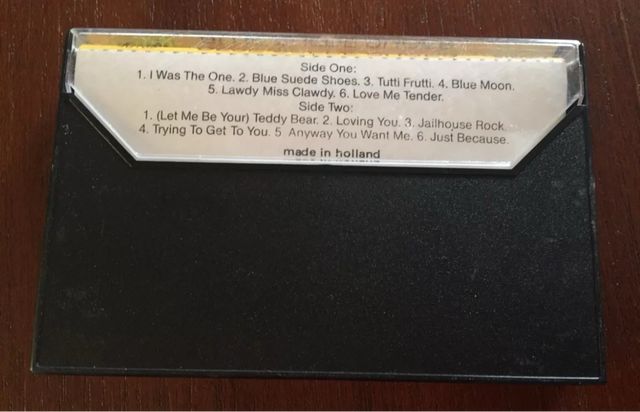 Side One:
1. I Was The One. 2. Blue Suede Shoes. 3. Tutti Frutti. 4. Blue Moon.
5. Lawdy Miss Clawdy. 6. Love Me Tender.
Side Two:
1. (Let Me Be Your) Teddy Bear. 2. Loving You. 3. Jailhouse Rock.
4. Trying To Get To You. 5 Anyway You Want Me. 6. Just Because.
made in holland